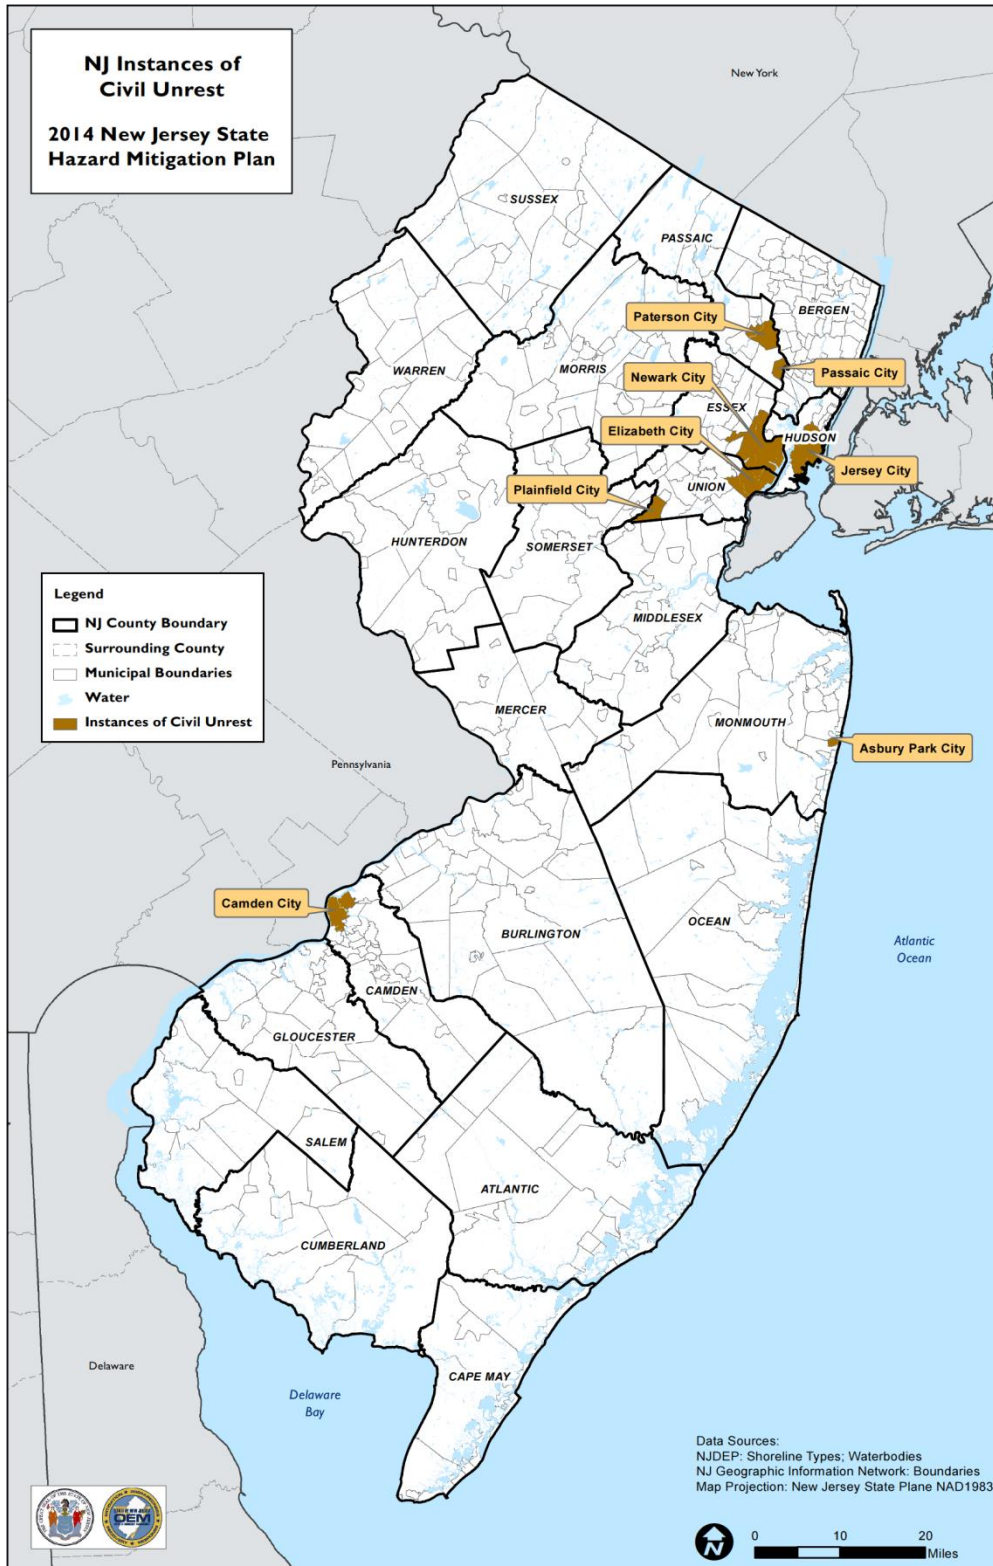 NJ Instances of
Civil Unrest
2014 New Jersey State
Hazard Mitigation Plan
New York
SUSSEX
PASSAIC
BERGEN
Paterson City
WARREN
MORRIS
Passaic City
Newark City
ESSEX
Elizabeth City
HUDSON
Jersey City
Plainfield City
UNION
HUNTERDON
SOMERSET
Legend
NJ County Boundary
Surrounding County
Municipal Boundaries
Water
Instances of Civil Unrest
MIDDLESEX
MERCER
MONMOUTH
Asbury Park City
Pennsylvania
Camden City
OCEAN
BURLINGTON
Atlantic
Ocean
CAMDEN
GLOUCESTER
SALEM
ATLANTIC
CUMBERLAND
Delaware
CAPE MAY
Delaware
Bay
Data Sources:
NJDEP: Shoreline Types; Waterbodies
NJ Geographic Information Network: Boundaries
Map Projection: New Jersey State Plane NAD1983
OEM
N
0 10 20
Miles